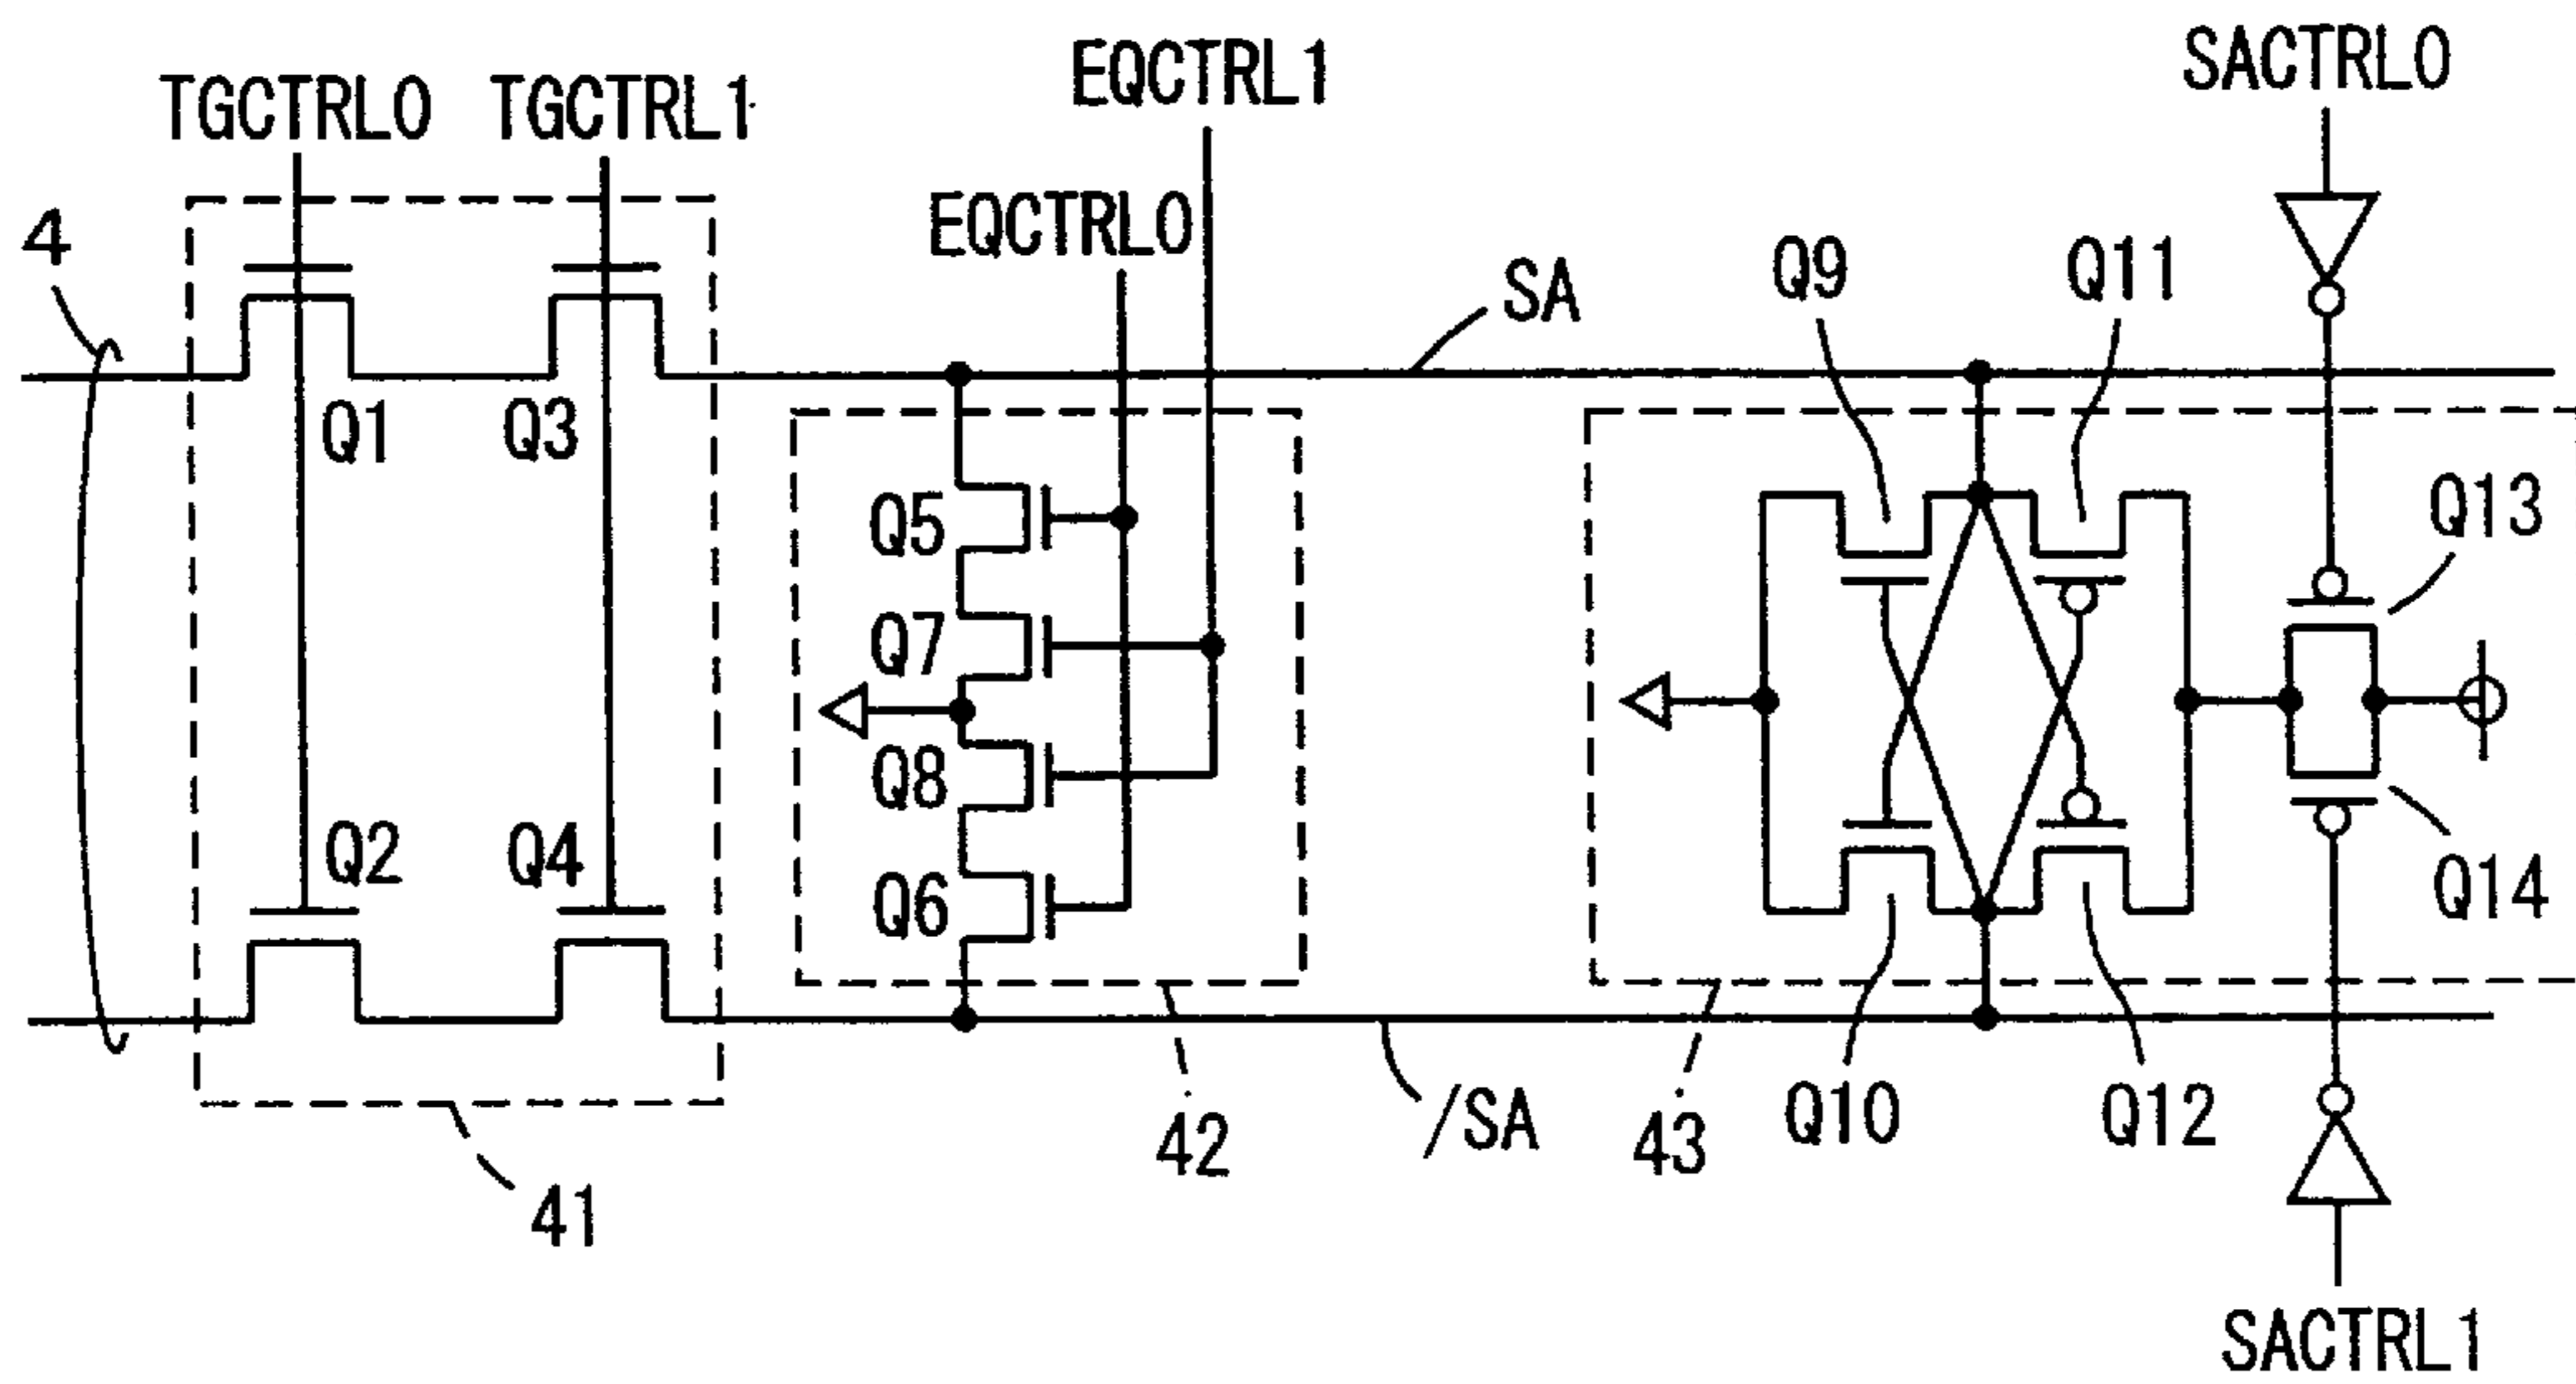 TGCTRL0
TGCTRL1
EQCTRL1
EQCTRL0
SACTRL0
4
SA
Q9
Q11
Q1
Q3
Q5
Q7
Q8
Q6
Q13
Q2
Q4
Q14
Q10
Q12
/SA
41
42
43
SACTRL1